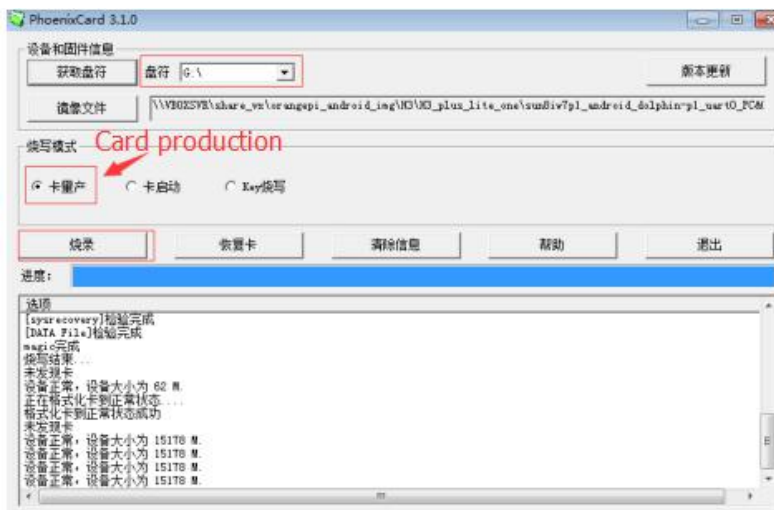 PhoenixCard 3.1.0
设备和固件信息
获取盘符 盘符 G:\ 版本更新
镜像文件 \\VBOXSVR\share_vm\orangepi_android_img\H3\H3_plus_lite_one\sun8iw7p1_android_dolphin-p1_uart0_PC&
烧写模式 Card production
卡量产 卡启动 Key烧写
烧录 恢复卡 清除信息 帮助 退出
进度:
选项
[sysrecovery]检验完成
[DATA File]检验完成
magic完成
烧写结束...
未发现卡
设备正常,设备大小为 62 M.
正在格式化卡到正常状态....
格式化卡到正常状态成功
未发现卡
设备正常,设备大小为 15178 M.
设备正常,设备大小为 15178 M.
设备正常,设备大小为 15178 M.
设备正常,设备大小为 15178 M.